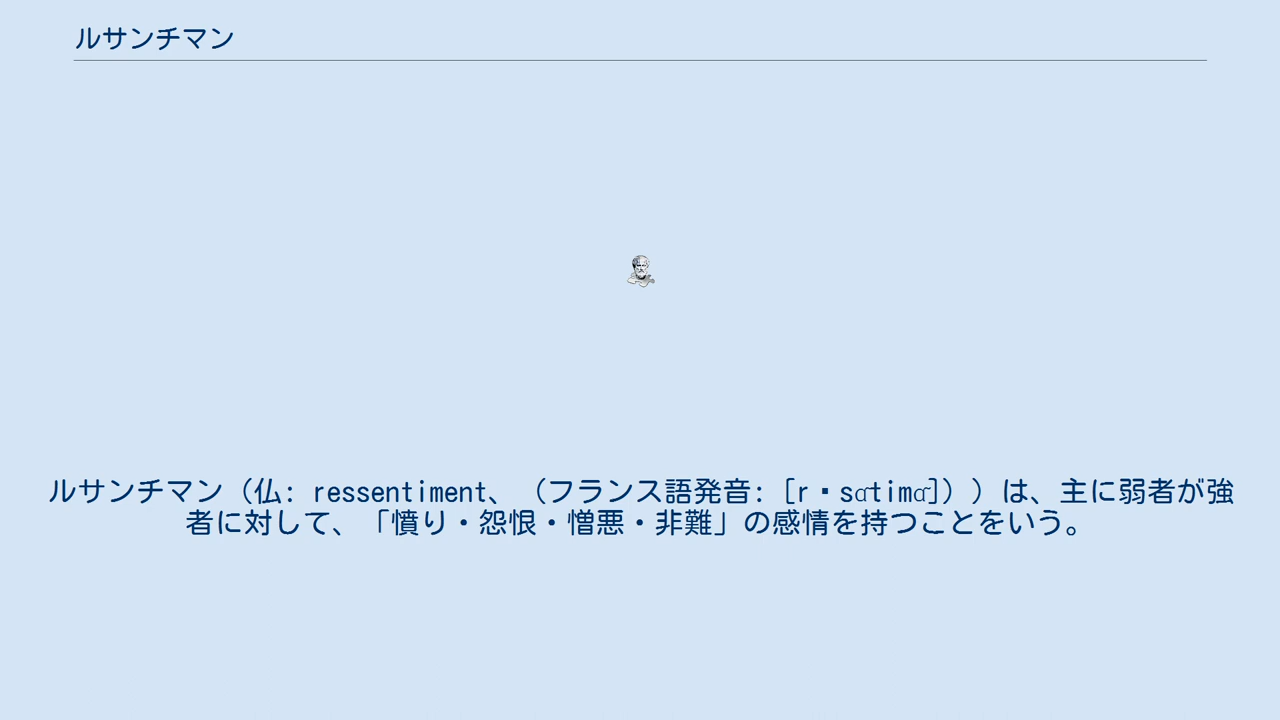 ルサンチマン
ルサンチマン（仏: ressentiment、（フランス語発音: [r・sɑtimɑ]））は、主に弱者が強
者に対して、「憤り・怨恨・憎悪・非難」の感情を持つことをいう。